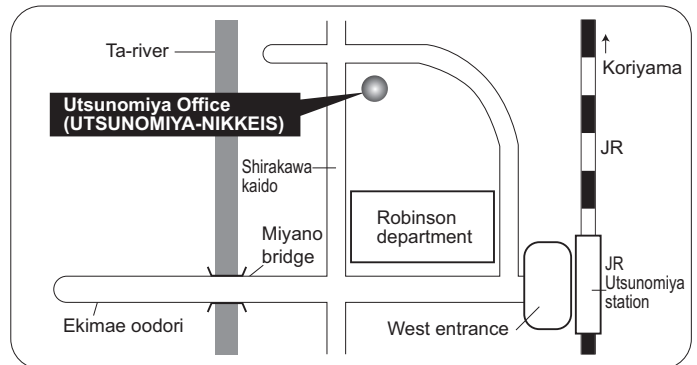 Ta-river
↑
Koriyama
Utsunomiya Office
(UTSUNOMIYA-NIKKEIS)
JR
Shirakawa
kaido
Robinson
department
Miyano
bridge
JR
Utsunomiya
station
Ekimae oodori
West entrance